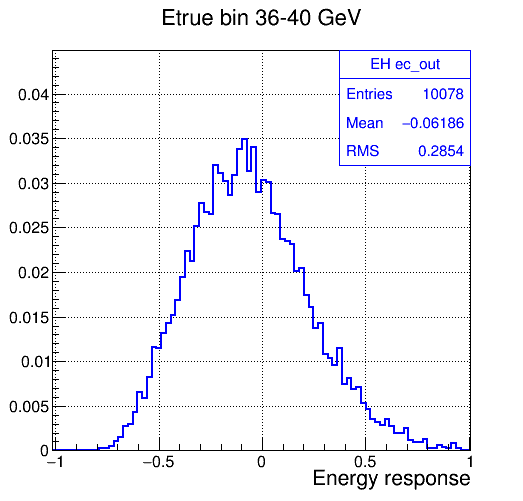 Etrue bin 36-40 GeV
EH ec_out
Entries 10078
Mean −0.06186
RMS 0.2854
0.04
0.035
0.03
0.025
0.02
0.015
0.01
0.005
0
−1 −0.5 0 0.5 1
Energy response